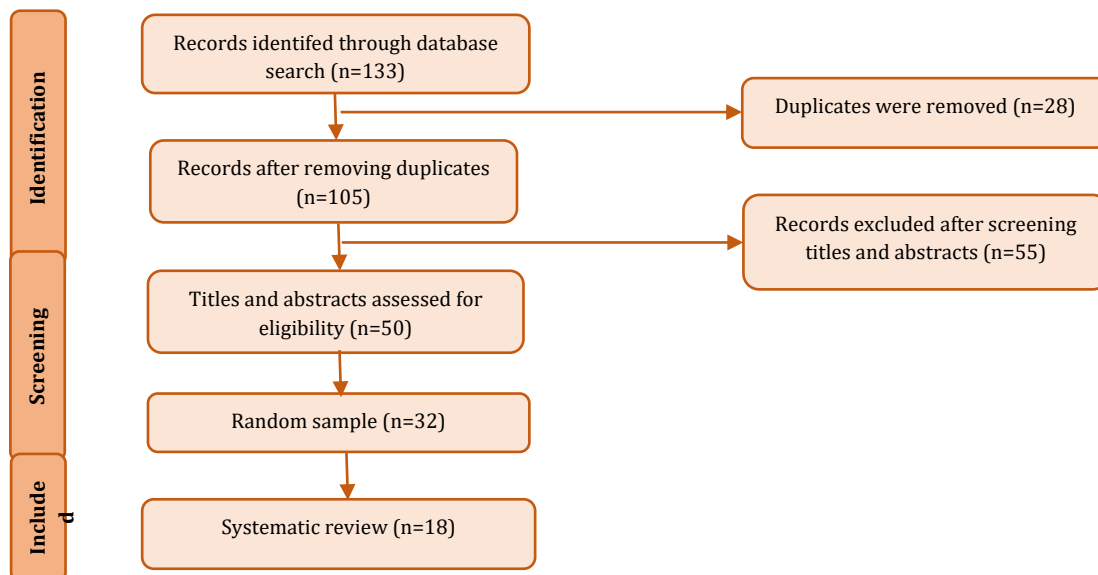 Identification
Records identifed through database
search (n=133)
Duplicates were removed (n=28)
Records after removing duplicates
(n=105)
Records excluded after screening
titles and abstracts (n=55)
Screening
Titles and abstracts assessed for
eligibility (n=50)
Random sample (n=32)
Include
d
Systematic review (n=18)